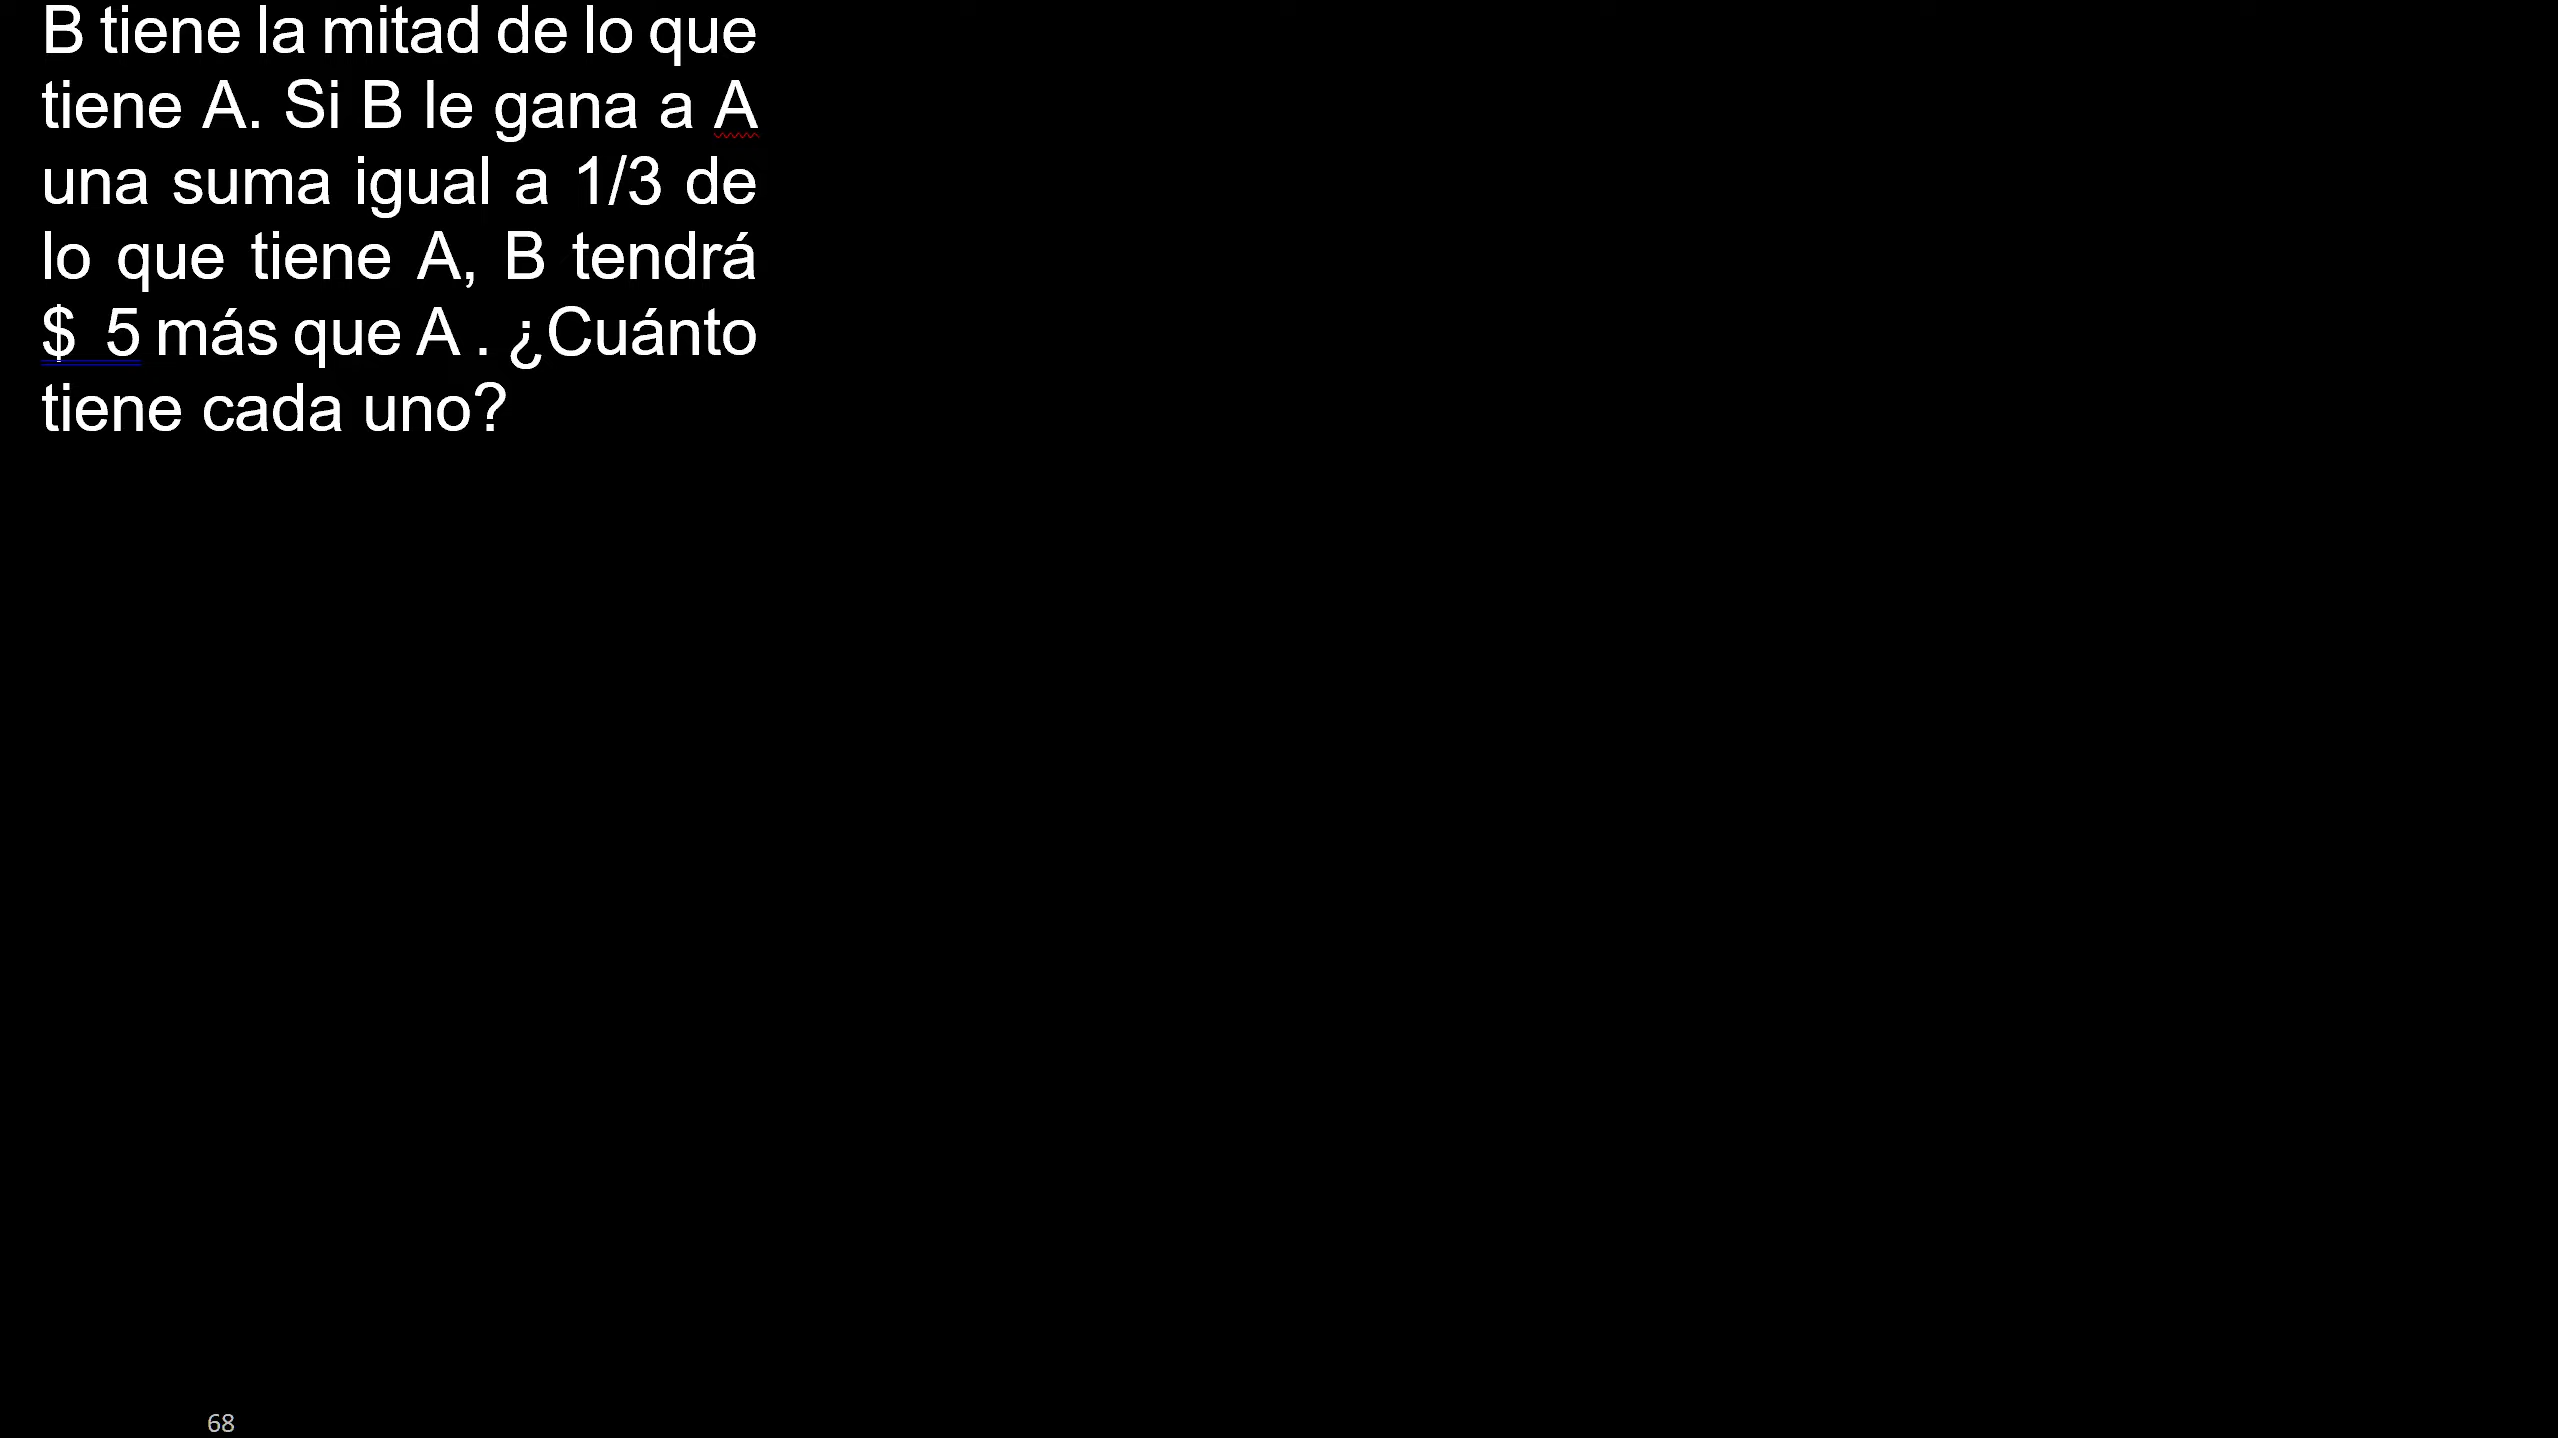 B tiene la mitad de lo que
tiene A. Si B le gana a A
una suma igual a 1/3 de
lo que tiene A, B tendrá
$ 5 más que A . ¿Cuánto
tiene cada uno?
68